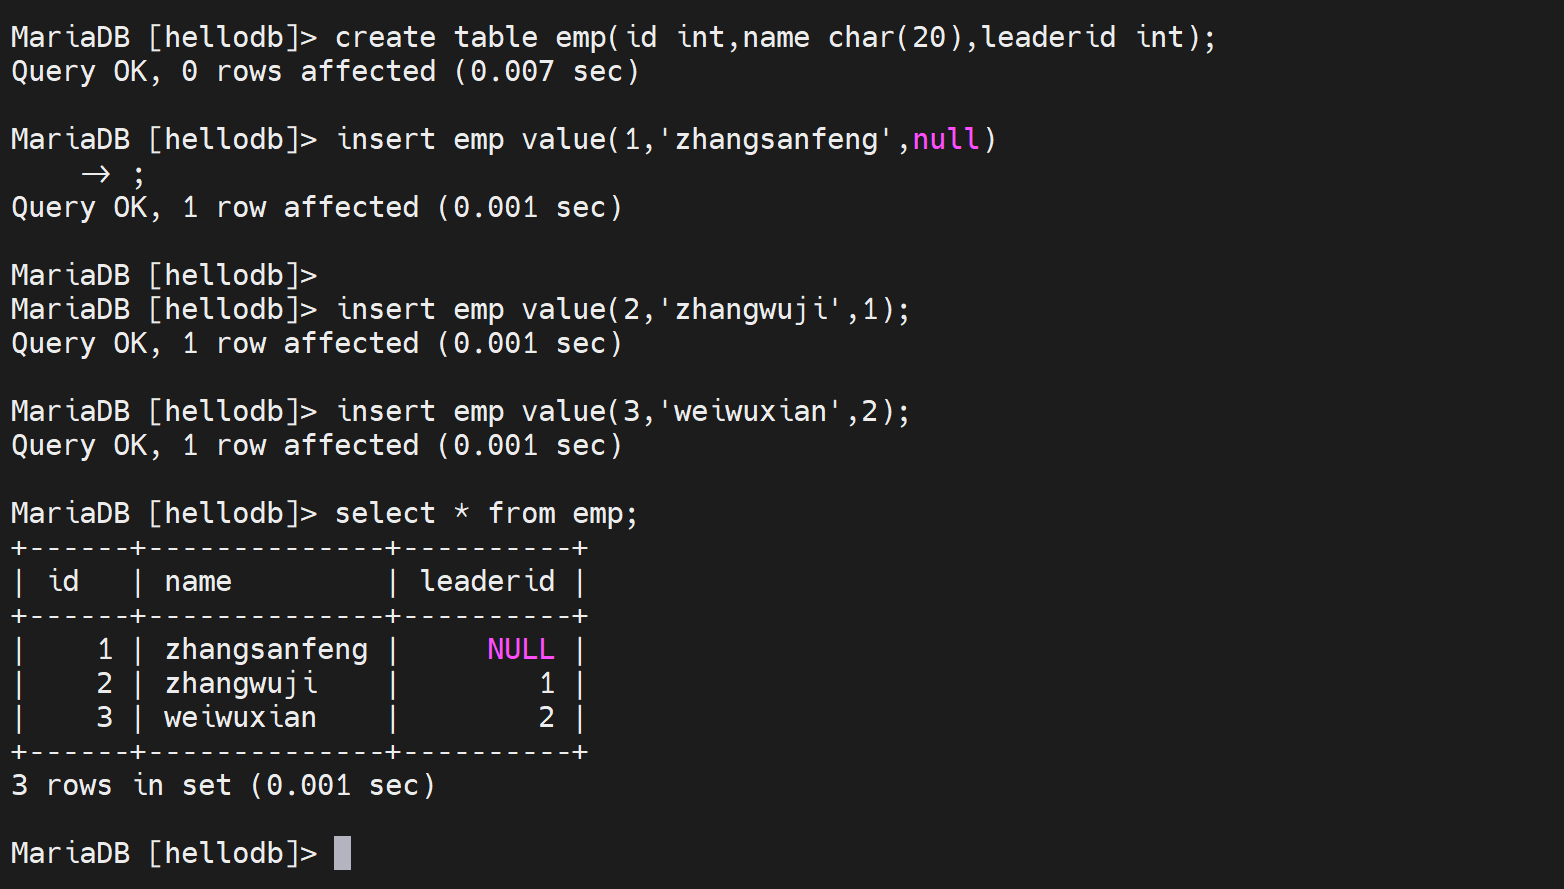 MariaDB [hellodb]> create table emp(id int,name char(20),leaderid int);
Query OK, 0 rows affected (0.007 sec)
MariaDB [hellodb]> insert emp value(1,'zhangsanfeng',null)
    -> ;
Query OK, 1 row affected (0.001 sec)
MariaDB [hellodb]>
MariaDB [hellodb]> insert emp value(2,'zhangwuji',1);
Query OK, 1 row affected (0.001 sec)
MariaDB [hellodb]> insert emp value(3,'weiwuxian',2);
Query OK, 1 row affected (0.001 sec)
MariaDB [hellodb]> select * from emp;
+------+--------------+----------+
| id   | name         | leaderid |
+------+--------------+----------+
|    1 | zhangsanfeng |     NULL |
|    2 | zhangwuji    |        1 |
|    3 | weiwuxian    |        2 |
+------+--------------+----------+
3 rows in set (0.001 sec)
MariaDB [hellodb]>